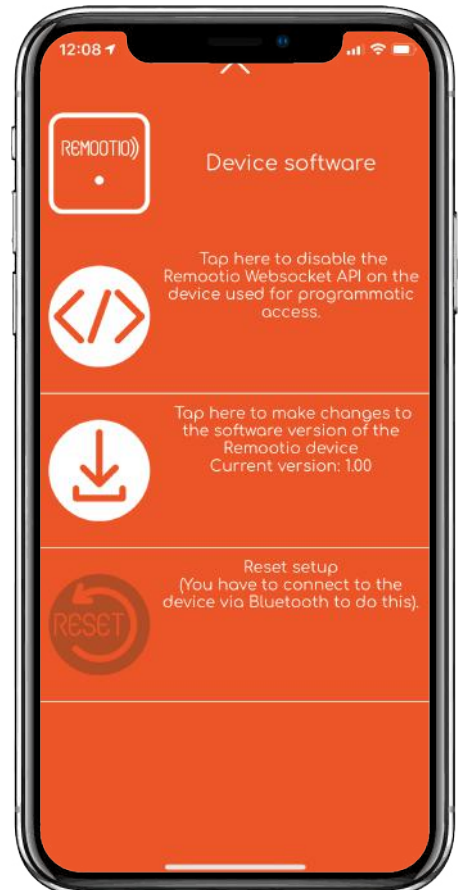 12:08
REMOOTIO
Device software
Tap here to disable the
Remootio Websocket API on the
device used for programmatic
access.
</>
Tap here to make changes to
the software version of the
Remootio device
Current version: 1.00
Reset setup
(You have to connect to the
device via Bluetooth to do this).
RESET